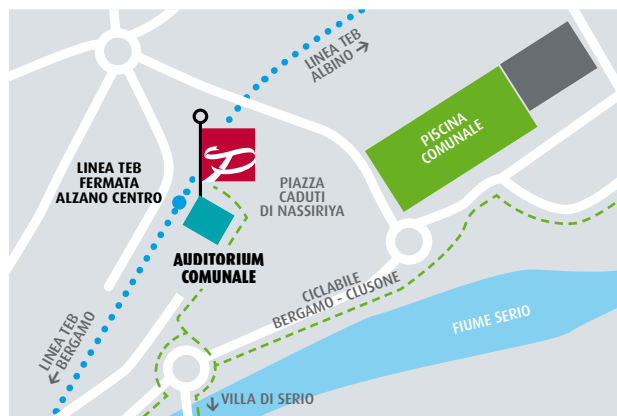 LINEA TEB
ALBINO →
PISCINA
COMUNALE
LINEA TEB
FERMATA
ALZANO CENTRO
PIAZZA
CADUTI
DI NASSIRIYA
AUDITORIUM
COMUNALE
CICLABILE
BERGAMO - CLUSONE
FIUME SERIO
LINEA TEB
← BERGAMO
↓ VILLA DI SERIO